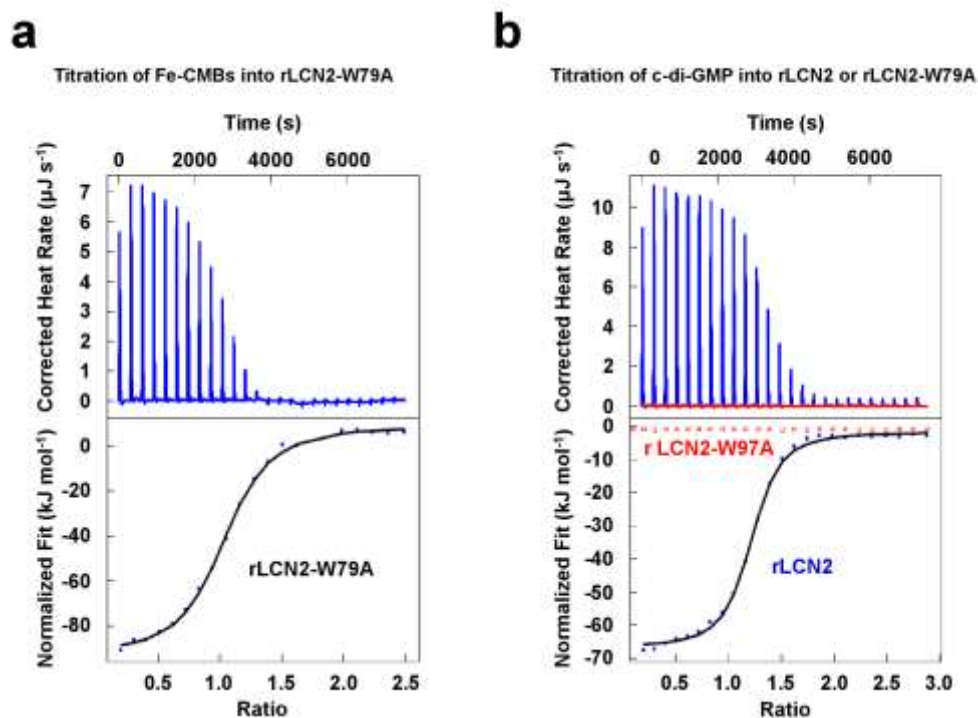 a
Titration of Fe-CMBs into rLCN2-W79A
Time (s)
0 2000 4000 6000
Corrected Heat Rate (µJ s⁻¹)
7
6
5
4
3
2
1
0
Normalized Fit (kJ mol⁻¹)
0
-20
-40
-60
-80
rLCN2-W79A
0.5 1.0 1.5 2.0 2.5
Ratio
b
Titration of c-di-GMP into rLCN2 or rLCN2-W79A
Time (s)
0 2000 4000 6000
Corrected Heat Rate (µJ s⁻¹)
10
8
6
4
2
0
Normalized Fit (kJ mol⁻¹)
0
-10
-20
-30
-40
-50
-60
-70
r LCN2-W97A
rLCN2
0.5 1.0 1.5 2.0 2.5 3.0
Ratio